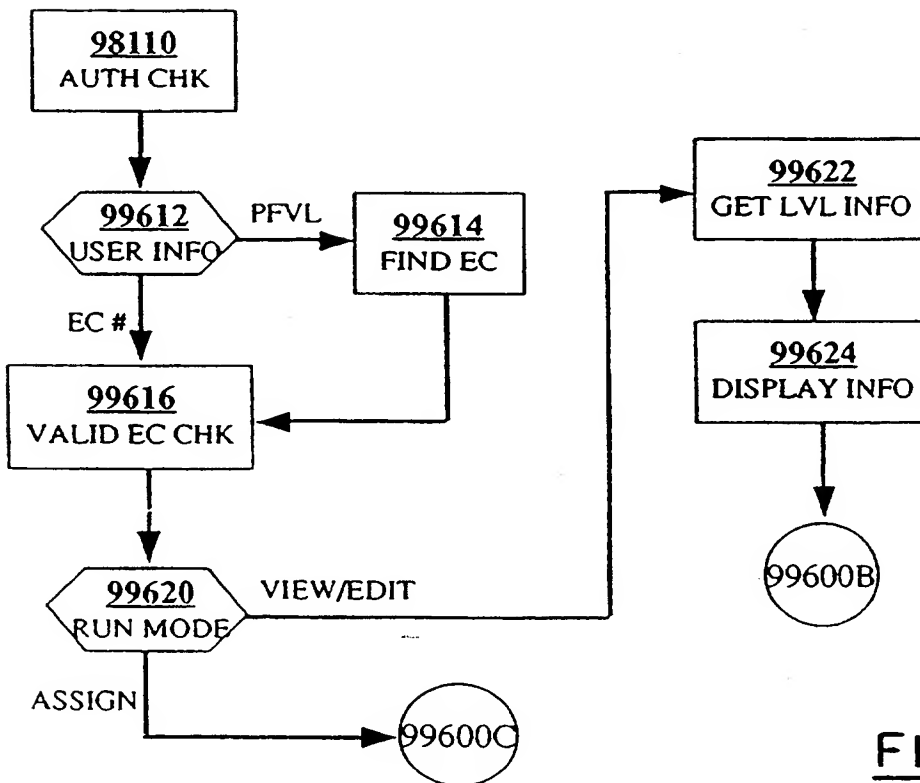 98110
AUTH CHK
99612
USER INFO
PFVL
99614
FIND EC
EC #
99616
VALID EC CHK
99620
RUN MODE
VIEW/EDIT
ASSIGN
99600C
99622
GET LVL INFO
99624
DISPLAY INFO
99600B